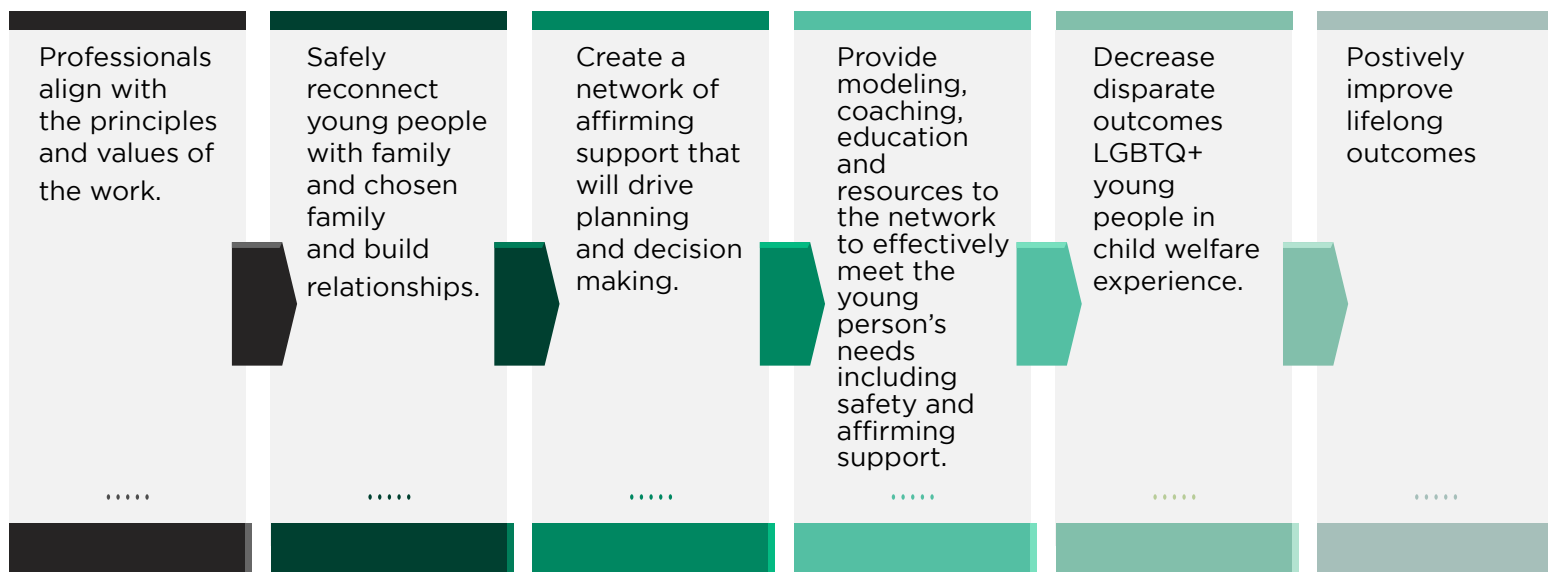 Professionals
align with
the principles
and values of
the work.
Safely
reconnect
young people
with family
and chosen
family
and build
relationships.
Create a
network of
affirming
support that
will drive
planning
and decision
making.
Provide
modeling,
coaching,
education
and
resources to
the network
to effectively
meet the
young
person’s
needs
including
safety and
affirming
support.
Decrease
disparate
outcomes
LGBTQ+
young
people in
child welfare
experience.
Postively
improve
lifelong
outcomes